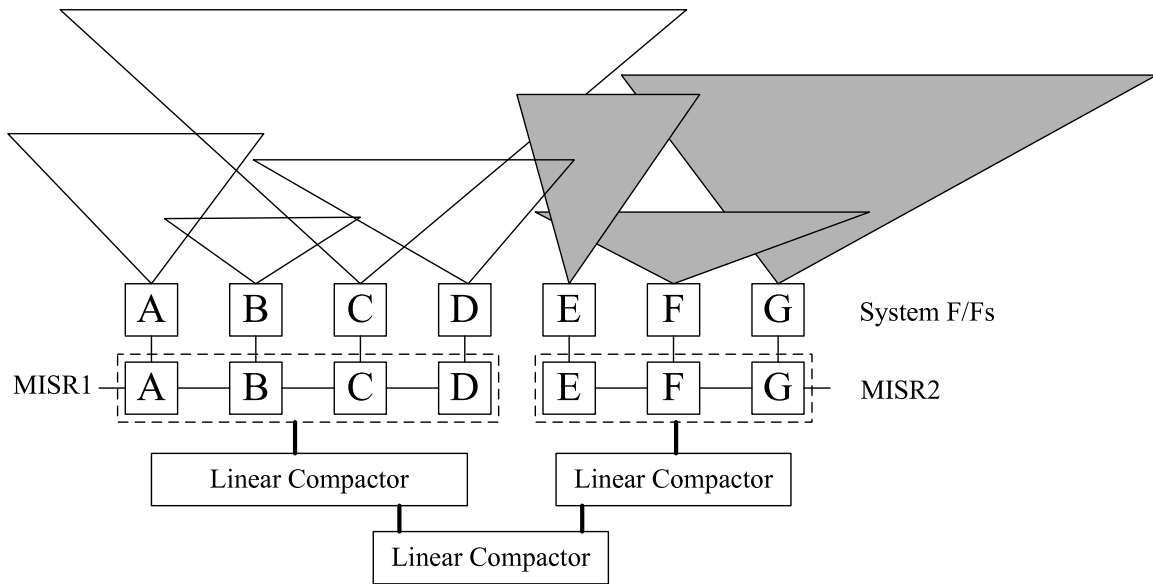 A B C D E F G System F/Fs
MISR1 A B C D E F G MISR2
Linear Compactor Linear Compactor
Linear Compactor